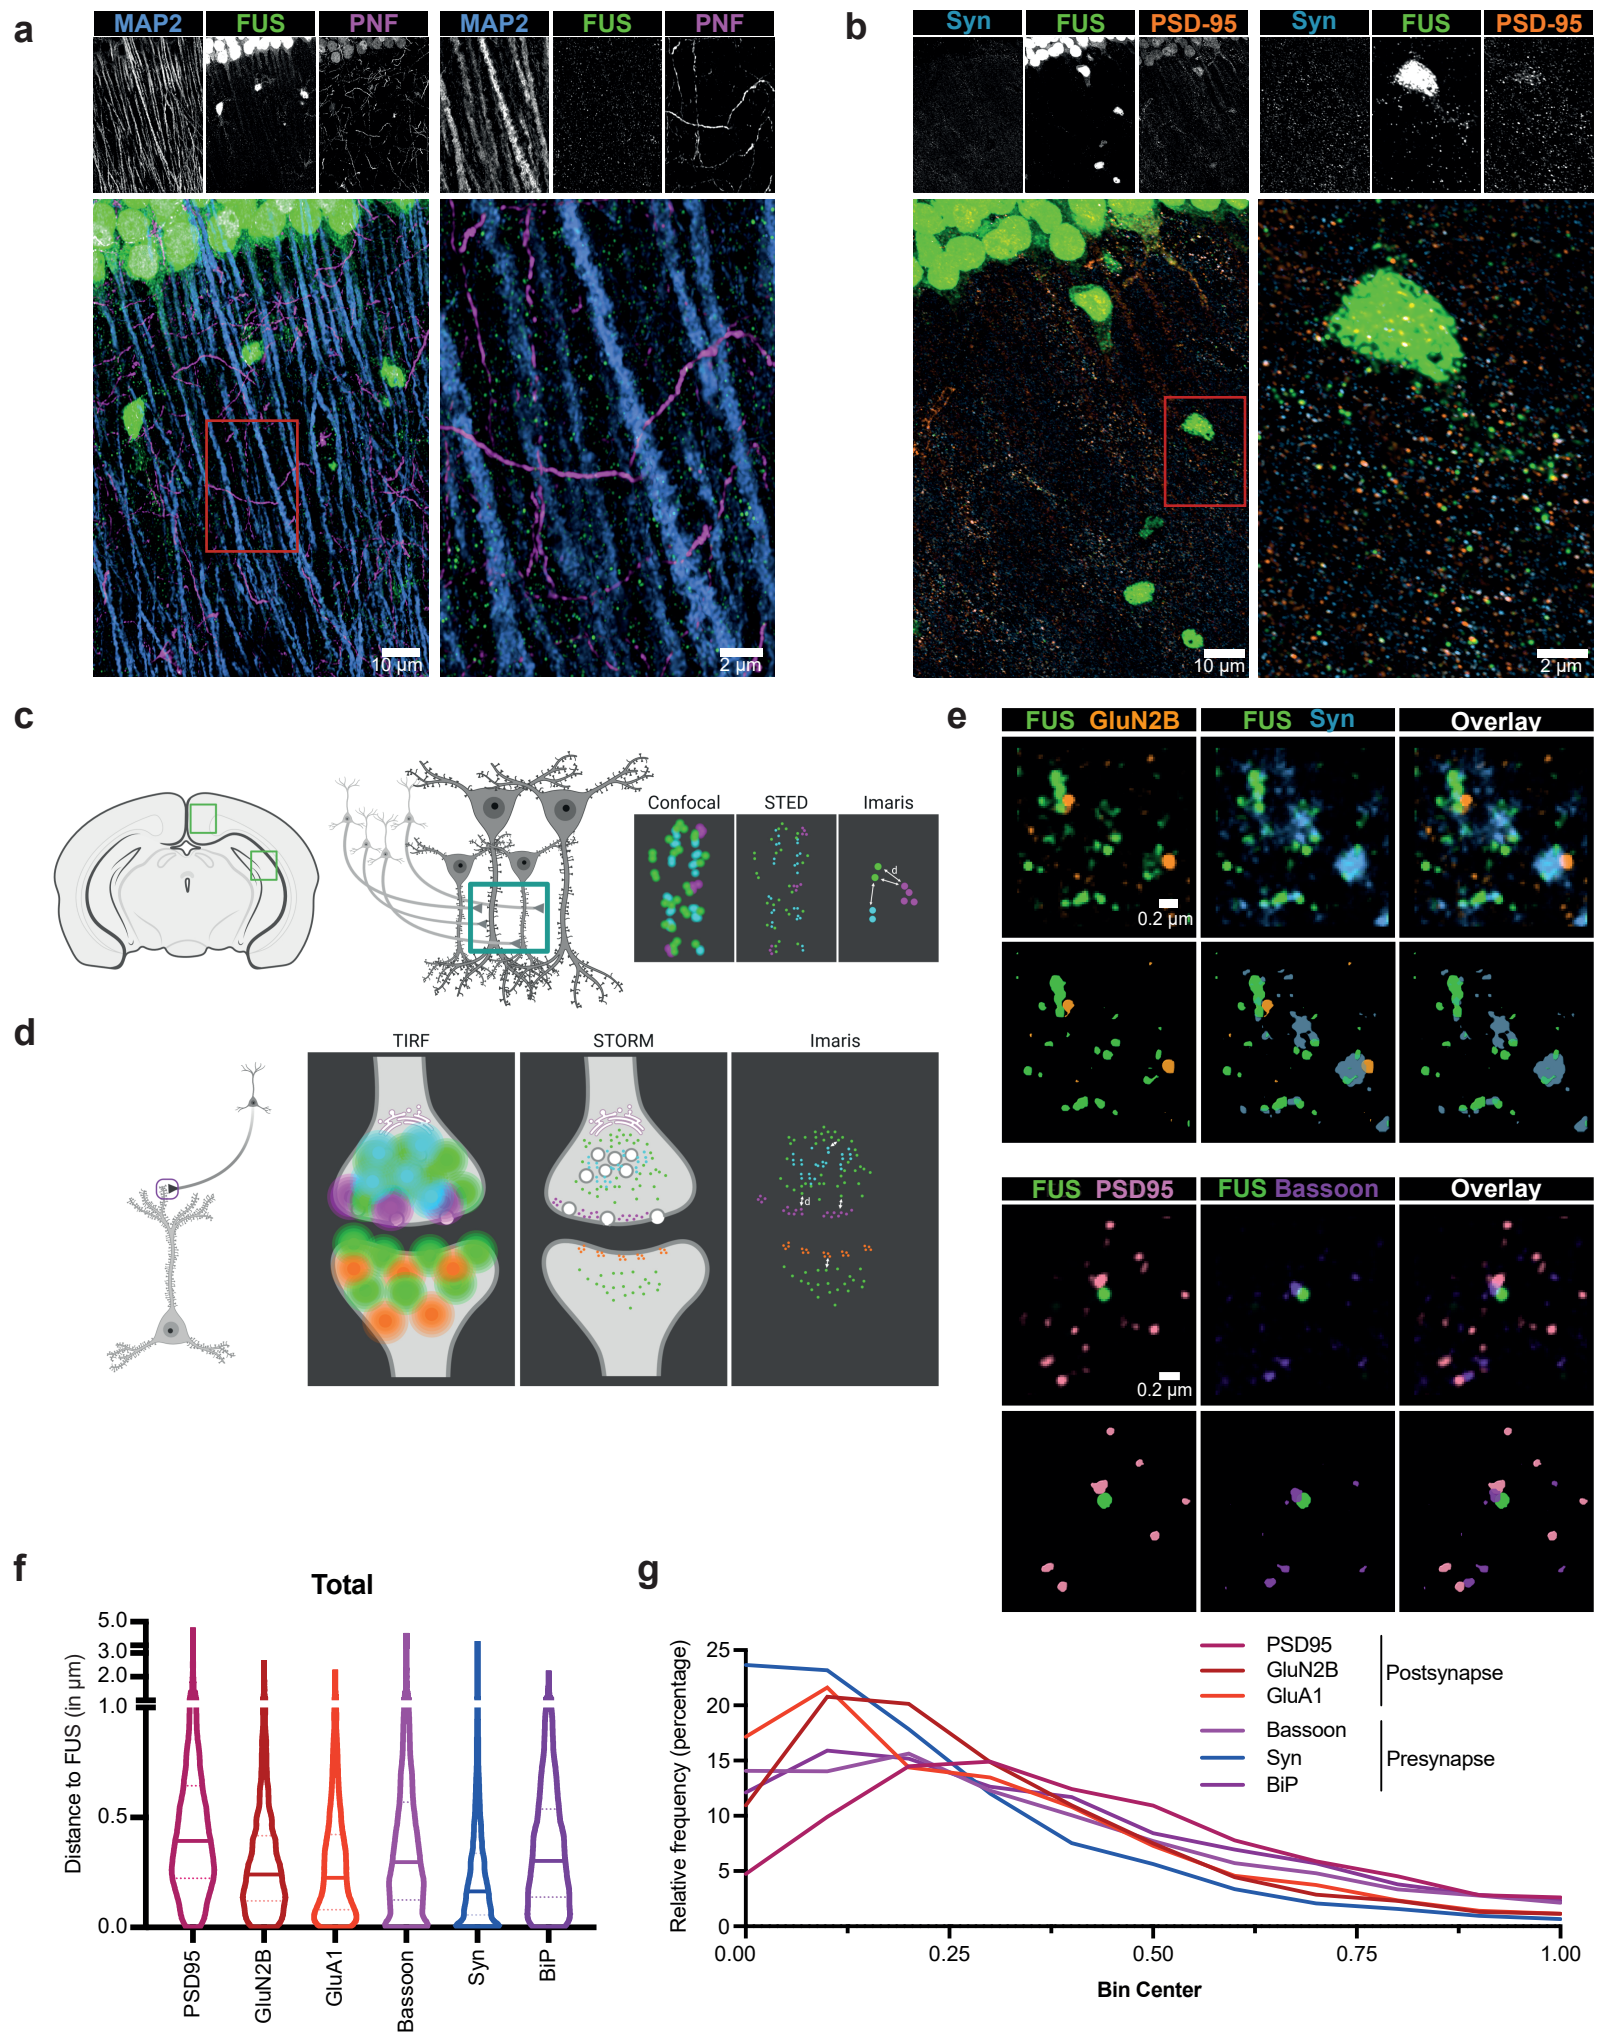 a
MAP2 FUS PNF MAP2 FUS PNF
10 µm
2 µm
b
Syn FUS PSD-95 Syn FUS PSD-95
10 µm
2 µm
c
Confocal STED Imaris
d
d
TIRF STORM Imaris
d
e
FUS GluN2B FUS Syn Overlay
0.2 µm
FUS PSD95 FUS Bassoon Overlay
0.2 µm
f
Total
Distance to FUS (in µm)
5.0
3.0
2.0
1.0
0.5
0.0
PSD95
GluN2B
GluA1
Bassoon
Syn
BiP
g
Relative frequency (percentage)
25
20
15
10
5
0
0.00 0.25 0.50 0.75 1.00
Bin Center
PSD95
GluN2B
GluA1
Postsynapse
Bassoon
Syn
BiP
Presynapse